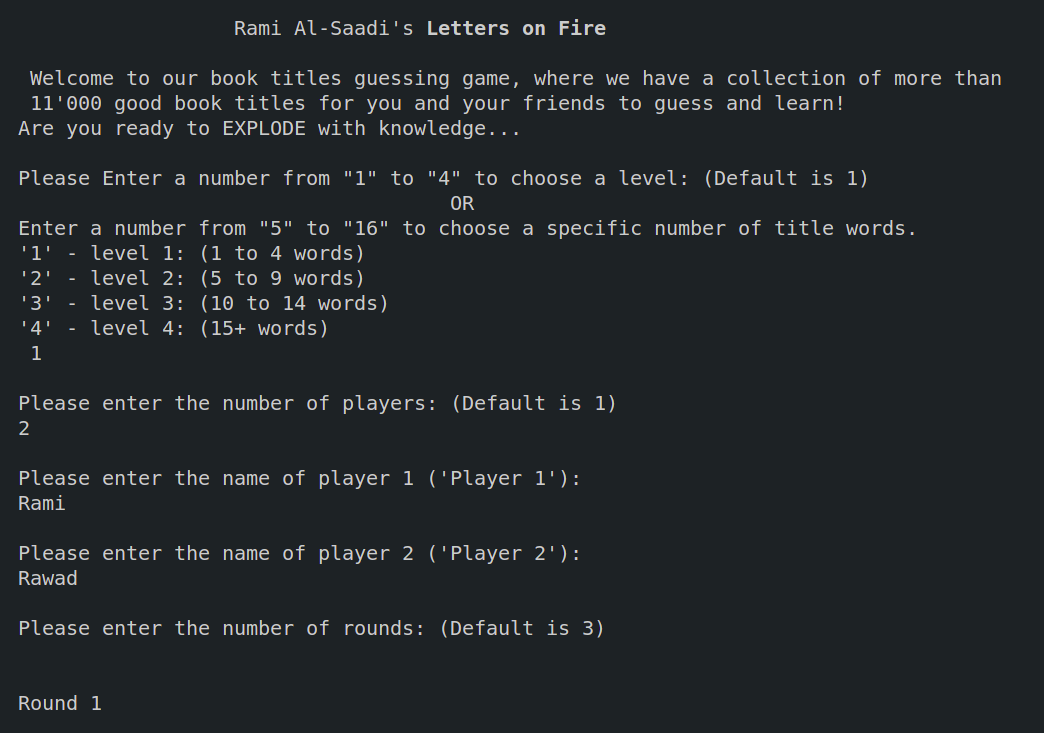 Rami Al-Saadi's Letters on Fire
Welcome to our book titles guessing game, where we have a collection of more than
11'000 good book titles for you and your friends to guess and learn!
Are you ready to EXPLODE with knowledge...
Please Enter a number from "1" to "4" to choose a level: (Default is 1)
OR
Enter a number from "5" to "16" to choose a specific number of title words.
'1' - level 1: (1 to 4 words)
'2' - level 2: (5 to 9 words)
'3' - level 3: (10 to 14 words)
'4' - level 4: (15+ words)
1
Please enter the number of players: (Default is 1)
2
Please enter the name of player 1 ('Player 1'):
Rami
Please enter the name of player 2 ('Player 2'):
Rawad
Please enter the number of rounds: (Default is 3)
Round 1